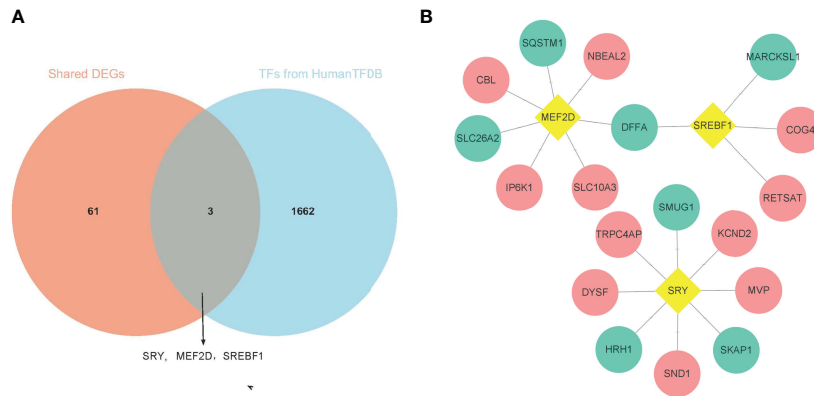 A
B
Shared DEGs
TFs from HumanTFDB
61
3
1662
SRY, MEF2D, SREBF1
SQSTM1
NBEAL2
MARCKSL1
CBL
MEF2D
SREBF1
DFFA
COG4
SLC26A2
IP6K1
SLC10A3
RETSAT
SMUG1
TRPC4AP
KCND2
DYSF
SRY
MVP
HRH1
SKAP1
SND1